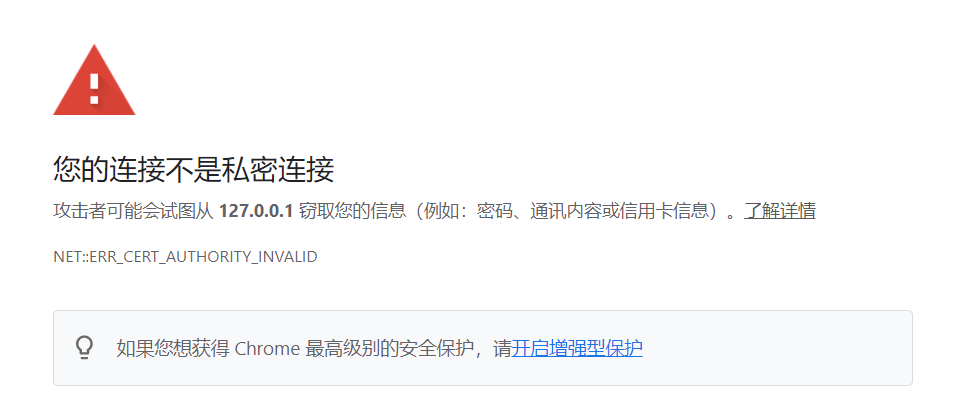 您的连接不是私密连接
攻击者可能会试图从 127.0.0.1 窃取您的信息（例如：密码、通讯内容或信用卡信息）。了解详情
NET::ERR_CERT_AUTHORITY_INVALID
如果您想获得 Chrome 最高级别的安全保护，请开启增强型保护